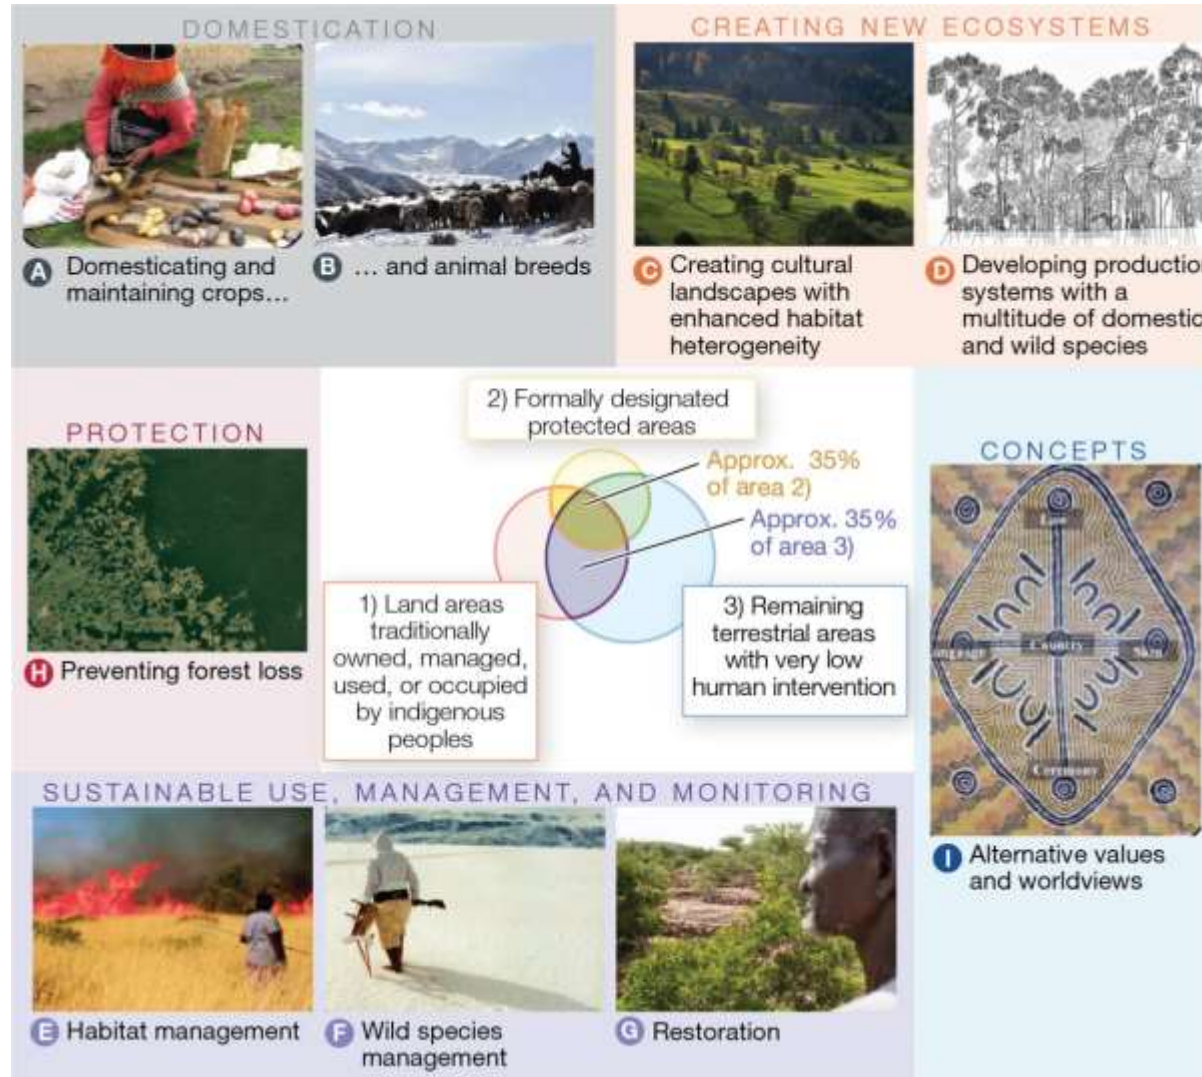 DOMESTICATION
CREATING NEW ECOSYSTEMS
A Domesticating and
maintaining crops…
B … and animal breeds
C Creating cultural
landscapes with
enhanced habitat
heterogeneity
D Developing productio
systems with a
multitude of domestic
and wild species
PROTECTION
H Preventing forest loss
2) Formally designated
protected areas
Approx. 35%
of area 2)
Approx. 35%
of area 3)
1) Land areas
traditionally
owned, managed,
used, or occupied
by indigenous
peoples
3) Remaining
terrestrial areas
with very low
human intervention
CONCEPTS
Country
Skin
Ceremony
I Alternative values
and worldviews
SUSTAINABLE USE, MANAGEMENT, AND MONITORING
E Habitat management
F Wild species
management
G Restoration